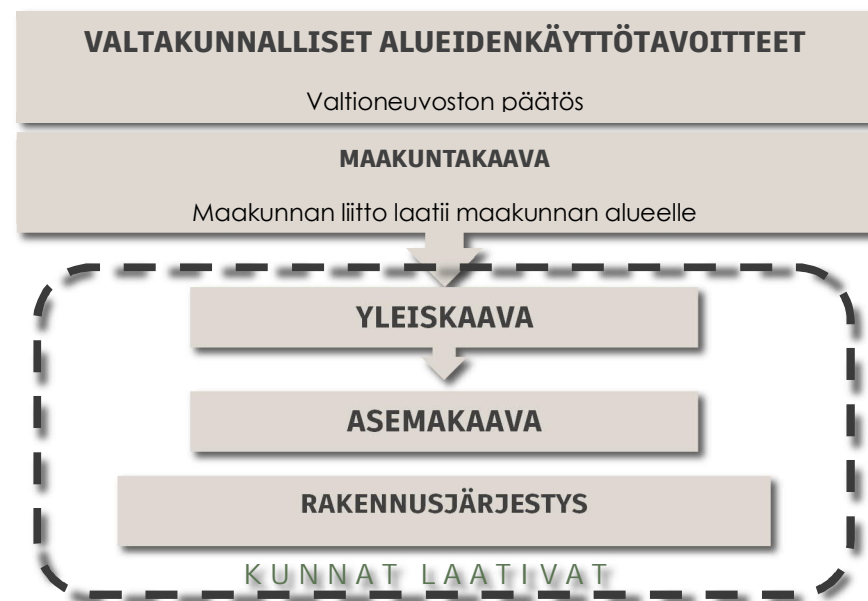 VALTAKUNNALLISET ALUEIDENKÄYTTÖTAVOITTEET
Valtioneuvoston päätös
MAAKUNTAKAAVA
Maakunnan liitto laatii maakunnan alueelle
YLEISKAAVA
ASEMAKAAVA
RAKENNUSJÄRJESTYS
KUNNAT LAATIVAT